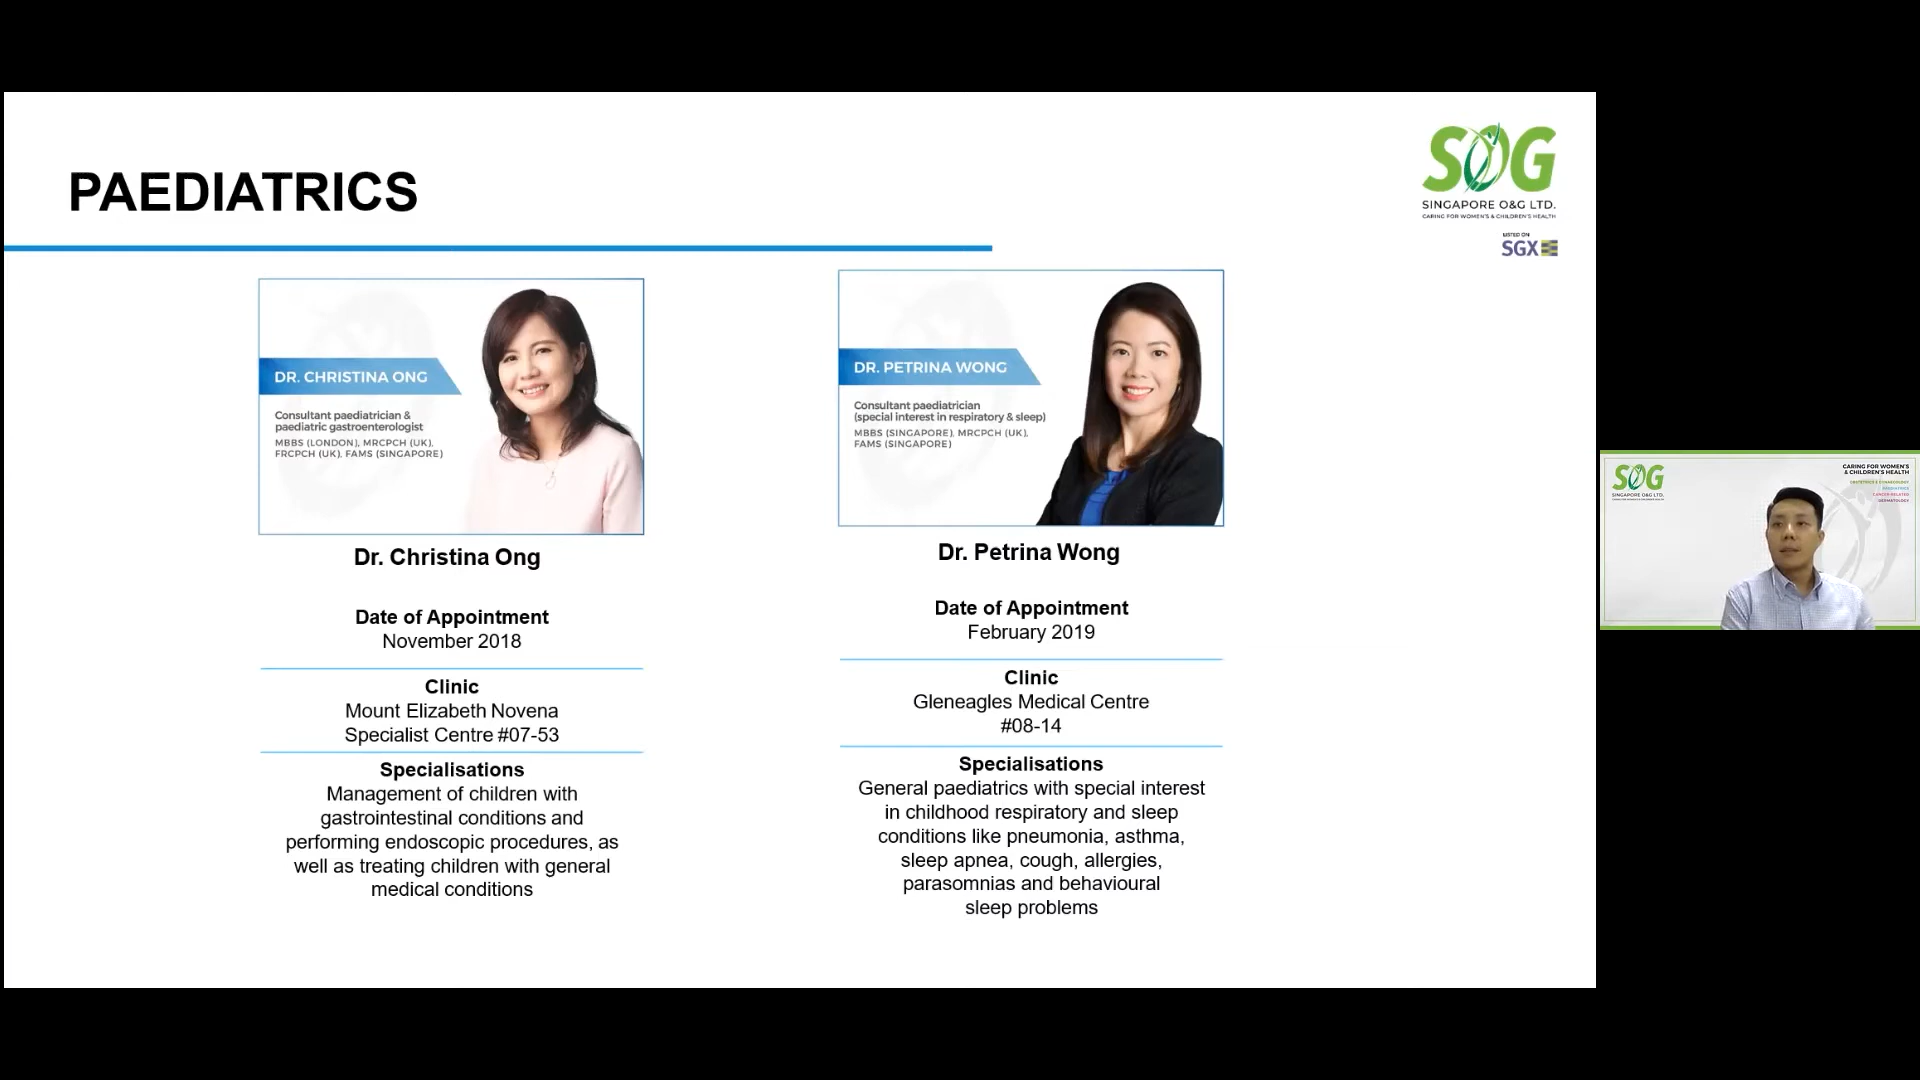 PAEDIATRICS
SOG
SINGAPORE O&G LTD.
CARING FOR WOMEN'S & CHILDREN'S HEALTH
LISTED ON
SGX
DR. CHRISTINA ONG
Consultant paediatrician &
paediatric gastroenterologist
MBBS (LONDON), MRCPCH (UK),
FRCPCH (UK), FAMS (SINGAPORE)
Dr. Christina Ong
Date of Appointment
November 2018
Clinic
Mount Elizabeth Novena
Specialist Centre #07-53
Specialisations
Management of children with
gastrointestinal conditions and
performing endoscopic procedures, as
well as treating children with general
medical conditions
DR. PETRINA WONG
Consultant paediatrician
(special interest in respiratory & sleep)
MBBS (SINGAPORE), MRCPCH (UK),
FAMS (SINGAPORE)
Dr. Petrina Wong
Date of Appointment
February 2019
Clinic
Gleneagles Medical Centre
#08-14
Specialisations
General paediatrics with special interest
in childhood respiratory and sleep
conditions like pneumonia, asthma,
sleep apnea, cough, allergies,
parasomnias and behavioural
sleep problems
SOG
SINGAPORE O&G LTD.
CARING FOR WOMEN'S
& CHILDREN'S HEALTH
OBSTETRICS & GYNAECOLOGY
PAEDIATRICS
CANCER-RELATED
DERMATOLOGY